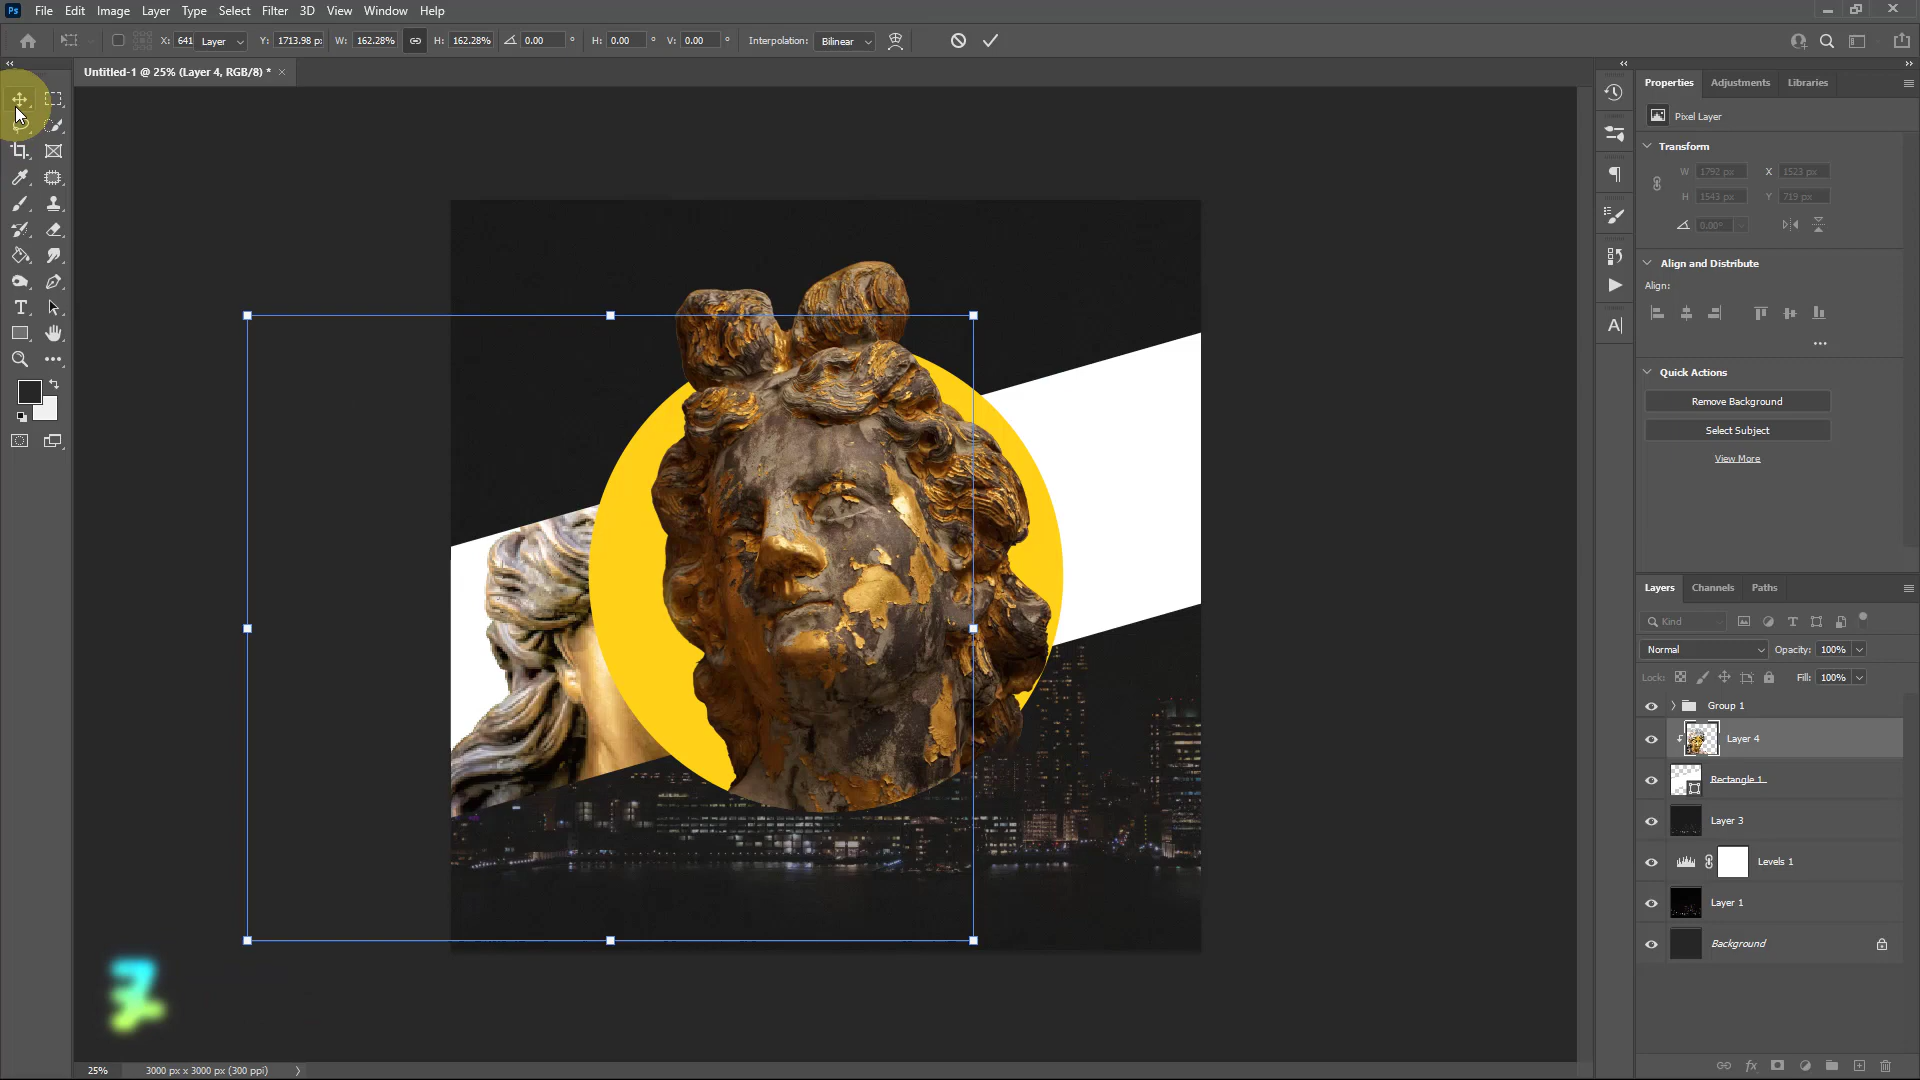 Ps File Edit Image Layer Type Select Filter 3D View Window Help
X: 641 Layer Y: 1713.98 px W: 162.28% H: 162.28% 0.00 ° H: 0.00 ° V: 0.00 ° Interpolation: Bilinear
Untitled-1 @ 25% (Layer 4, RGB/8) * ×
Properties Adjustments Libraries
Pixel Layer
Transform
W 1792 px X 1523 px
H 1543 px Y 719 px
0.00°
Align and Distribute
Align:
Quick Actions
Remove Background
Select Subject
View More
Layers Channels Paths
Kind
Normal Opacity: 100%
Lock: Fill: 100%
Group 1
Layer 4
Rectangle 1
Layer 3
Levels 1
Layer 1
Background
25% 3000 px x 3000 px (300 ppi)